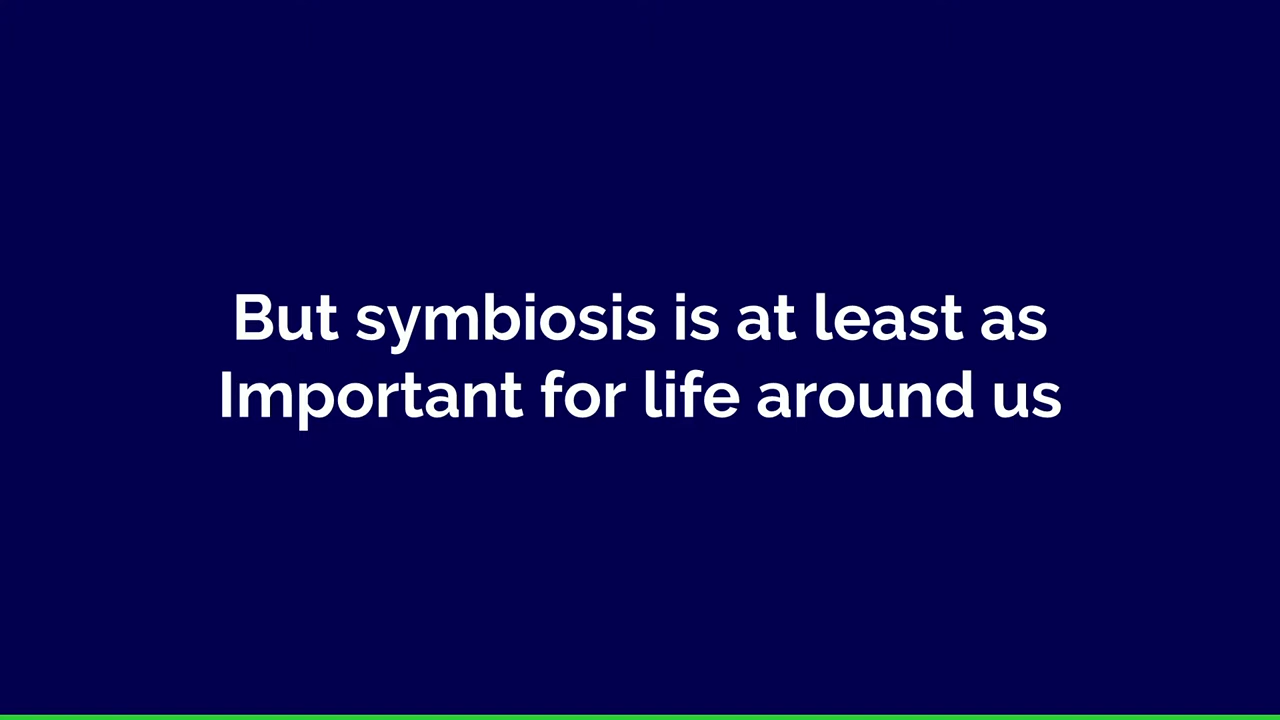 But symbiosis is at least as
Important for life around us